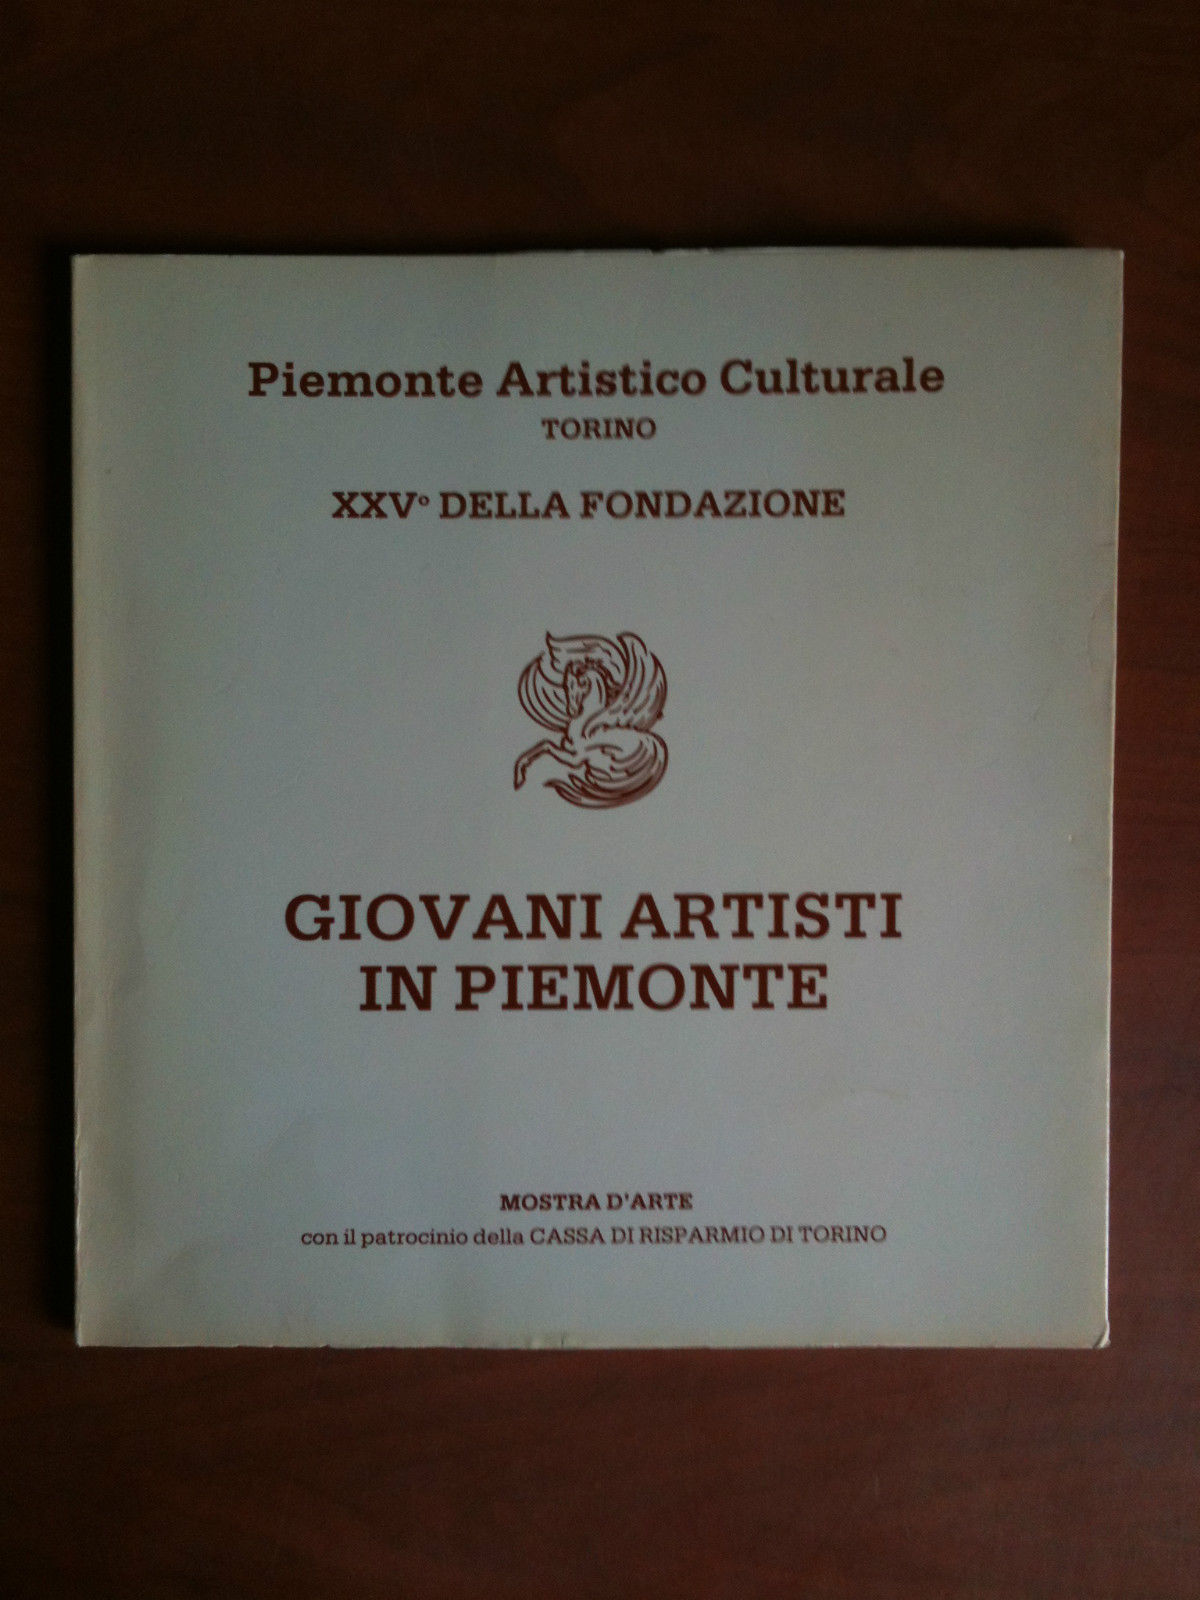 Piemonte Artistico Culturale
TORINO
XXV° DELLA FONDAZIONE
GIOVANI ARTISTI
IN PIEMONTE
MOSTRA D'ARTE
con il patrocinio della CASSA DI RISPARMIO DI TORINO